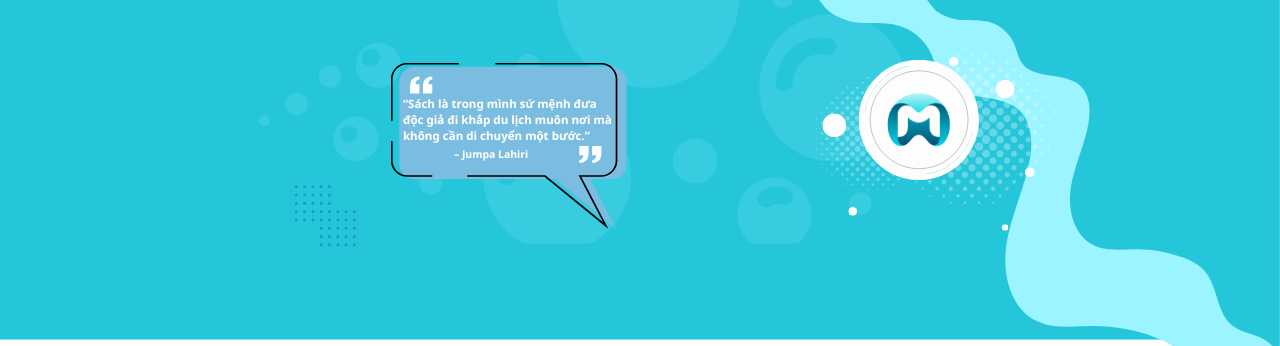 “Sách là trong mình sứ mệnh đưa
độc giả đi khắp du lịch muôn nơi mà
không cần di chuyển một bước.”
– Jumpa Lahiri
M